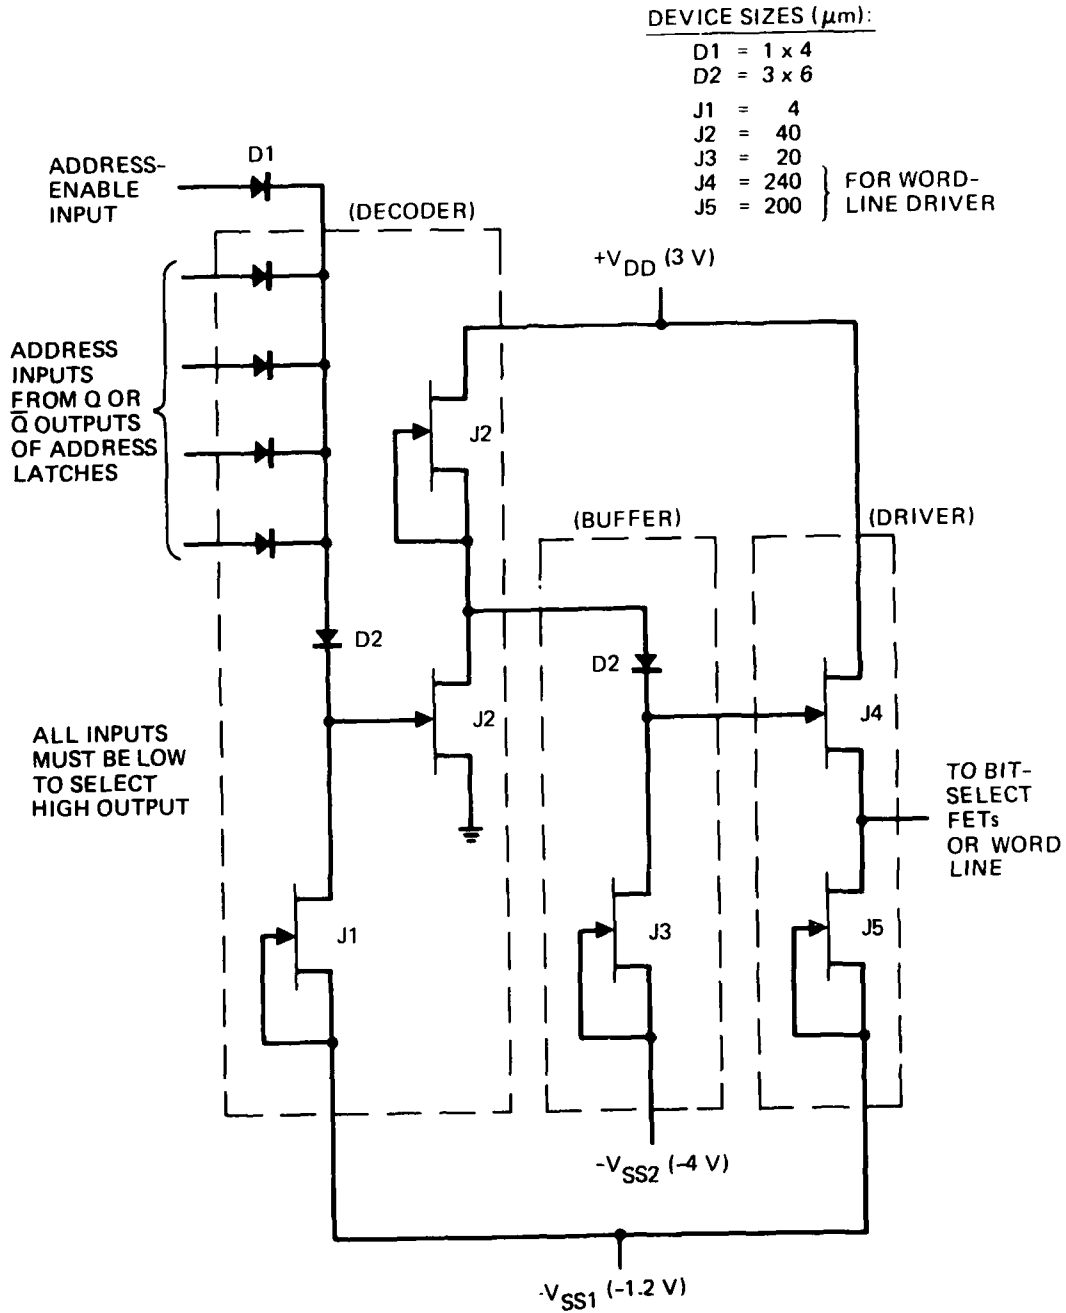 DEVICE SIZES (μm):
D1 = 1 x 4
D2 = 3 x 6
J1 = 4
J2 = 40
J3 = 20
J4 = 240
J5 = 200
FOR WORD-
LINE DRIVER
ADDRESS-
ENABLE
INPUT
D1
(DECODER)
+VDD (3 V)
ADDRESS
INPUTS
FROM Q OR
Q̅ OUTPUTS
OF ADDRESS
LATCHES
J2
(BUFFER)
(DRIVER)
D2
D2
J2
J4
ALL INPUTS
MUST BE LOW
TO SELECT
HIGH OUTPUT
TO BIT-
SELECT
FETs
OR WORD
LINE
J1
J3
J5
-VSS2 (-4 V)
-VSS1 (-1.2 V)